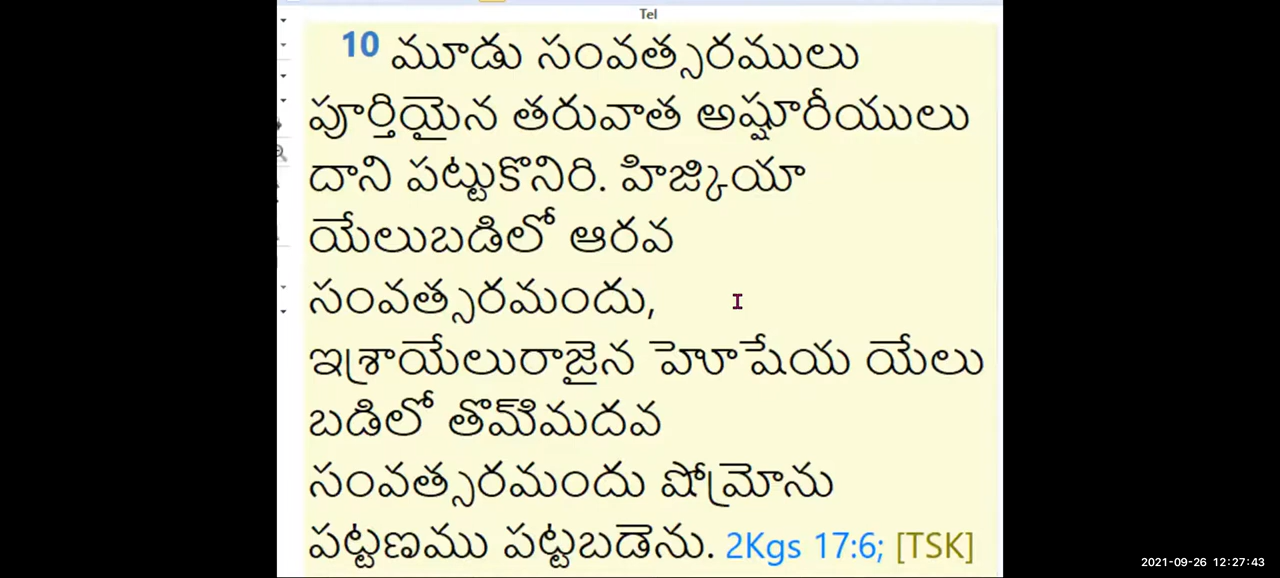 Tel
10 మూడు సంవత్సరములు
పూర్తియైన తరువాత అష్షూరీయులు
దాని పట్టుకొనిరి. హిజ్కియా
యేలుబడిలో ఆరవ
సంవత్సరమందు,
ఇశ్రాయేలురాజైన హోషేయ యేలు
బడిలో తొమి్మదవ
సంవత్సరమందు షోమ్రోను
పట్టణము పట్టబడెను. 2Kgs 17:6; [TSK]
2021-09-26 12:27:43